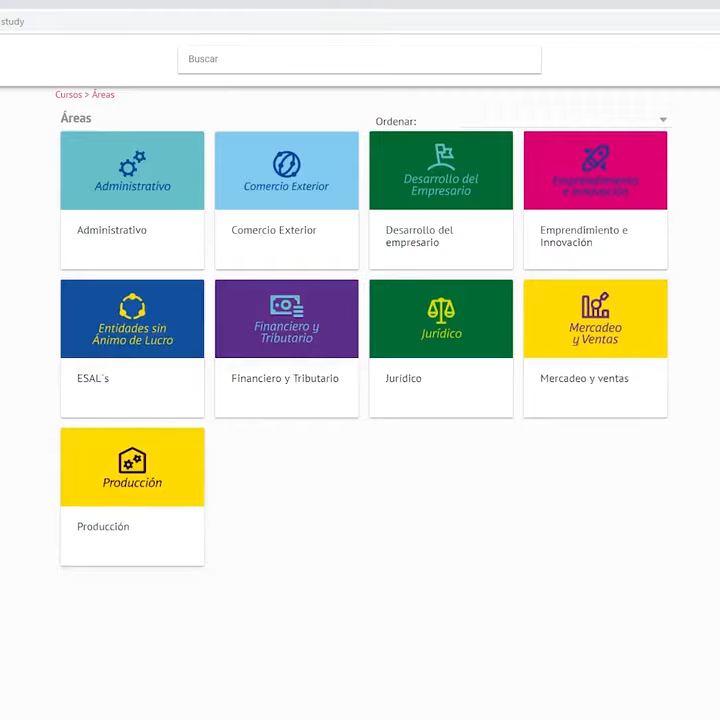 study
Buscar
Cursos > Áreas
Áreas
Ordenar:
Administrativo
Comercio Exterior
Desarrollo del
Empresario
Emprendimiento
e Innovación
Administrativo
Comercio Exterior
Desarrollo del
empresario
Emprendimiento e
Innovación
Entidades sin
Ánimo de Lucro
Financiero y
Tributario
Jurídico
Mercadeo
y Ventas
ESAL´s
Financiero y Tributario
Jurídico
Mercadeo y ventas
Producción
Producción